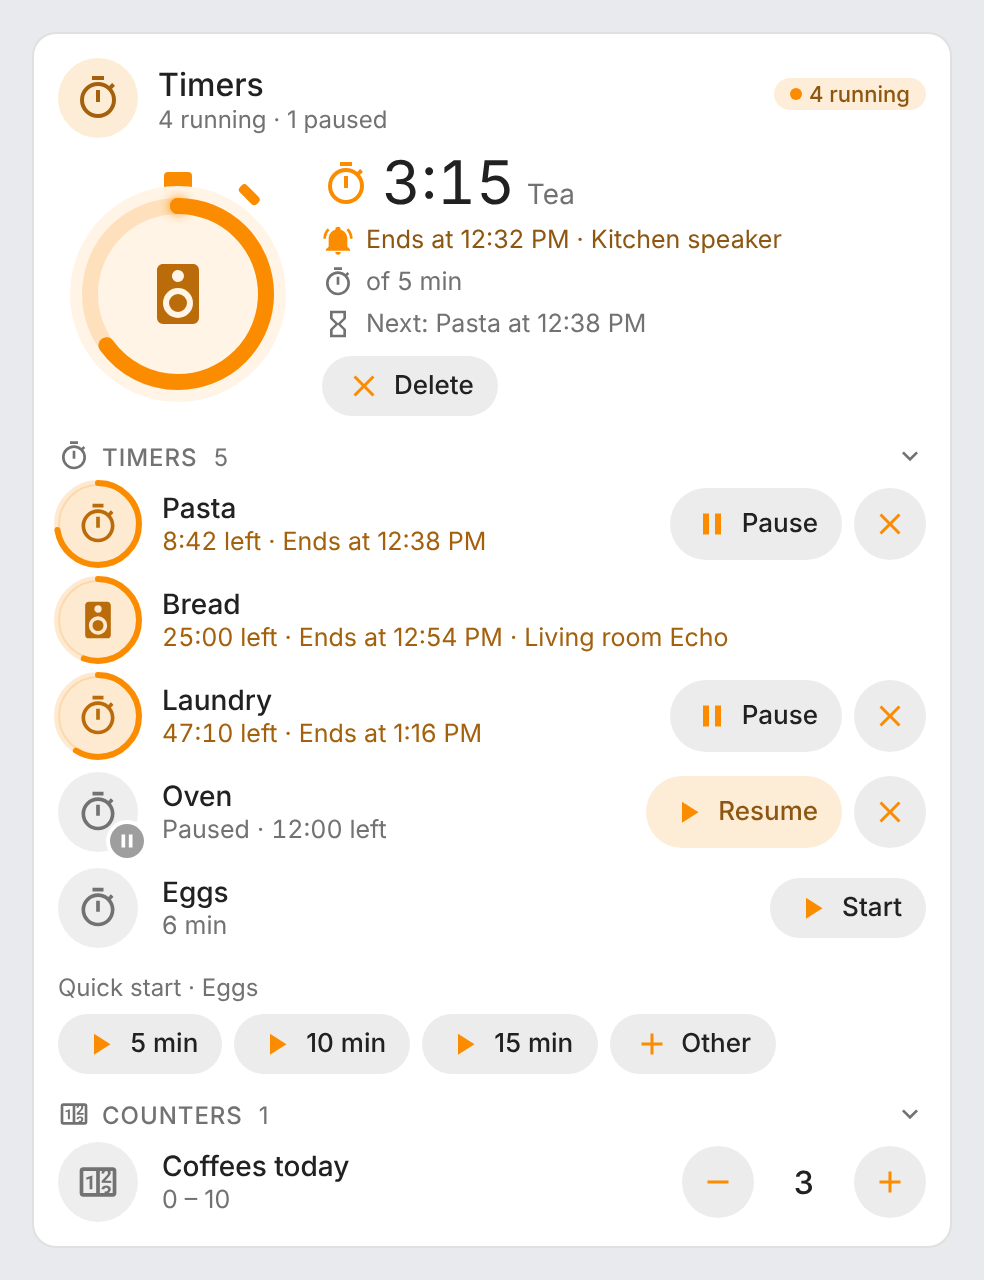 Timers
4 running · 1 paused
4 running
3:15 Tea
Ends at 12:32 PM · Kitchen speaker
of 5 min
Next: Pasta at 12:38 PM
Delete
TIMERS 5
Pasta
8:42 left · Ends at 12:38 PM
Pause
Bread
25:00 left · Ends at 12:54 PM · Living room Echo
Laundry
47:10 left · Ends at 1:16 PM
Pause
Oven
Paused · 12:00 left
Resume
Eggs
6 min
Start
Quick start · Eggs
5 min 10 min 15 min Other
COUNTERS 1
Coffees today
0 – 10
3